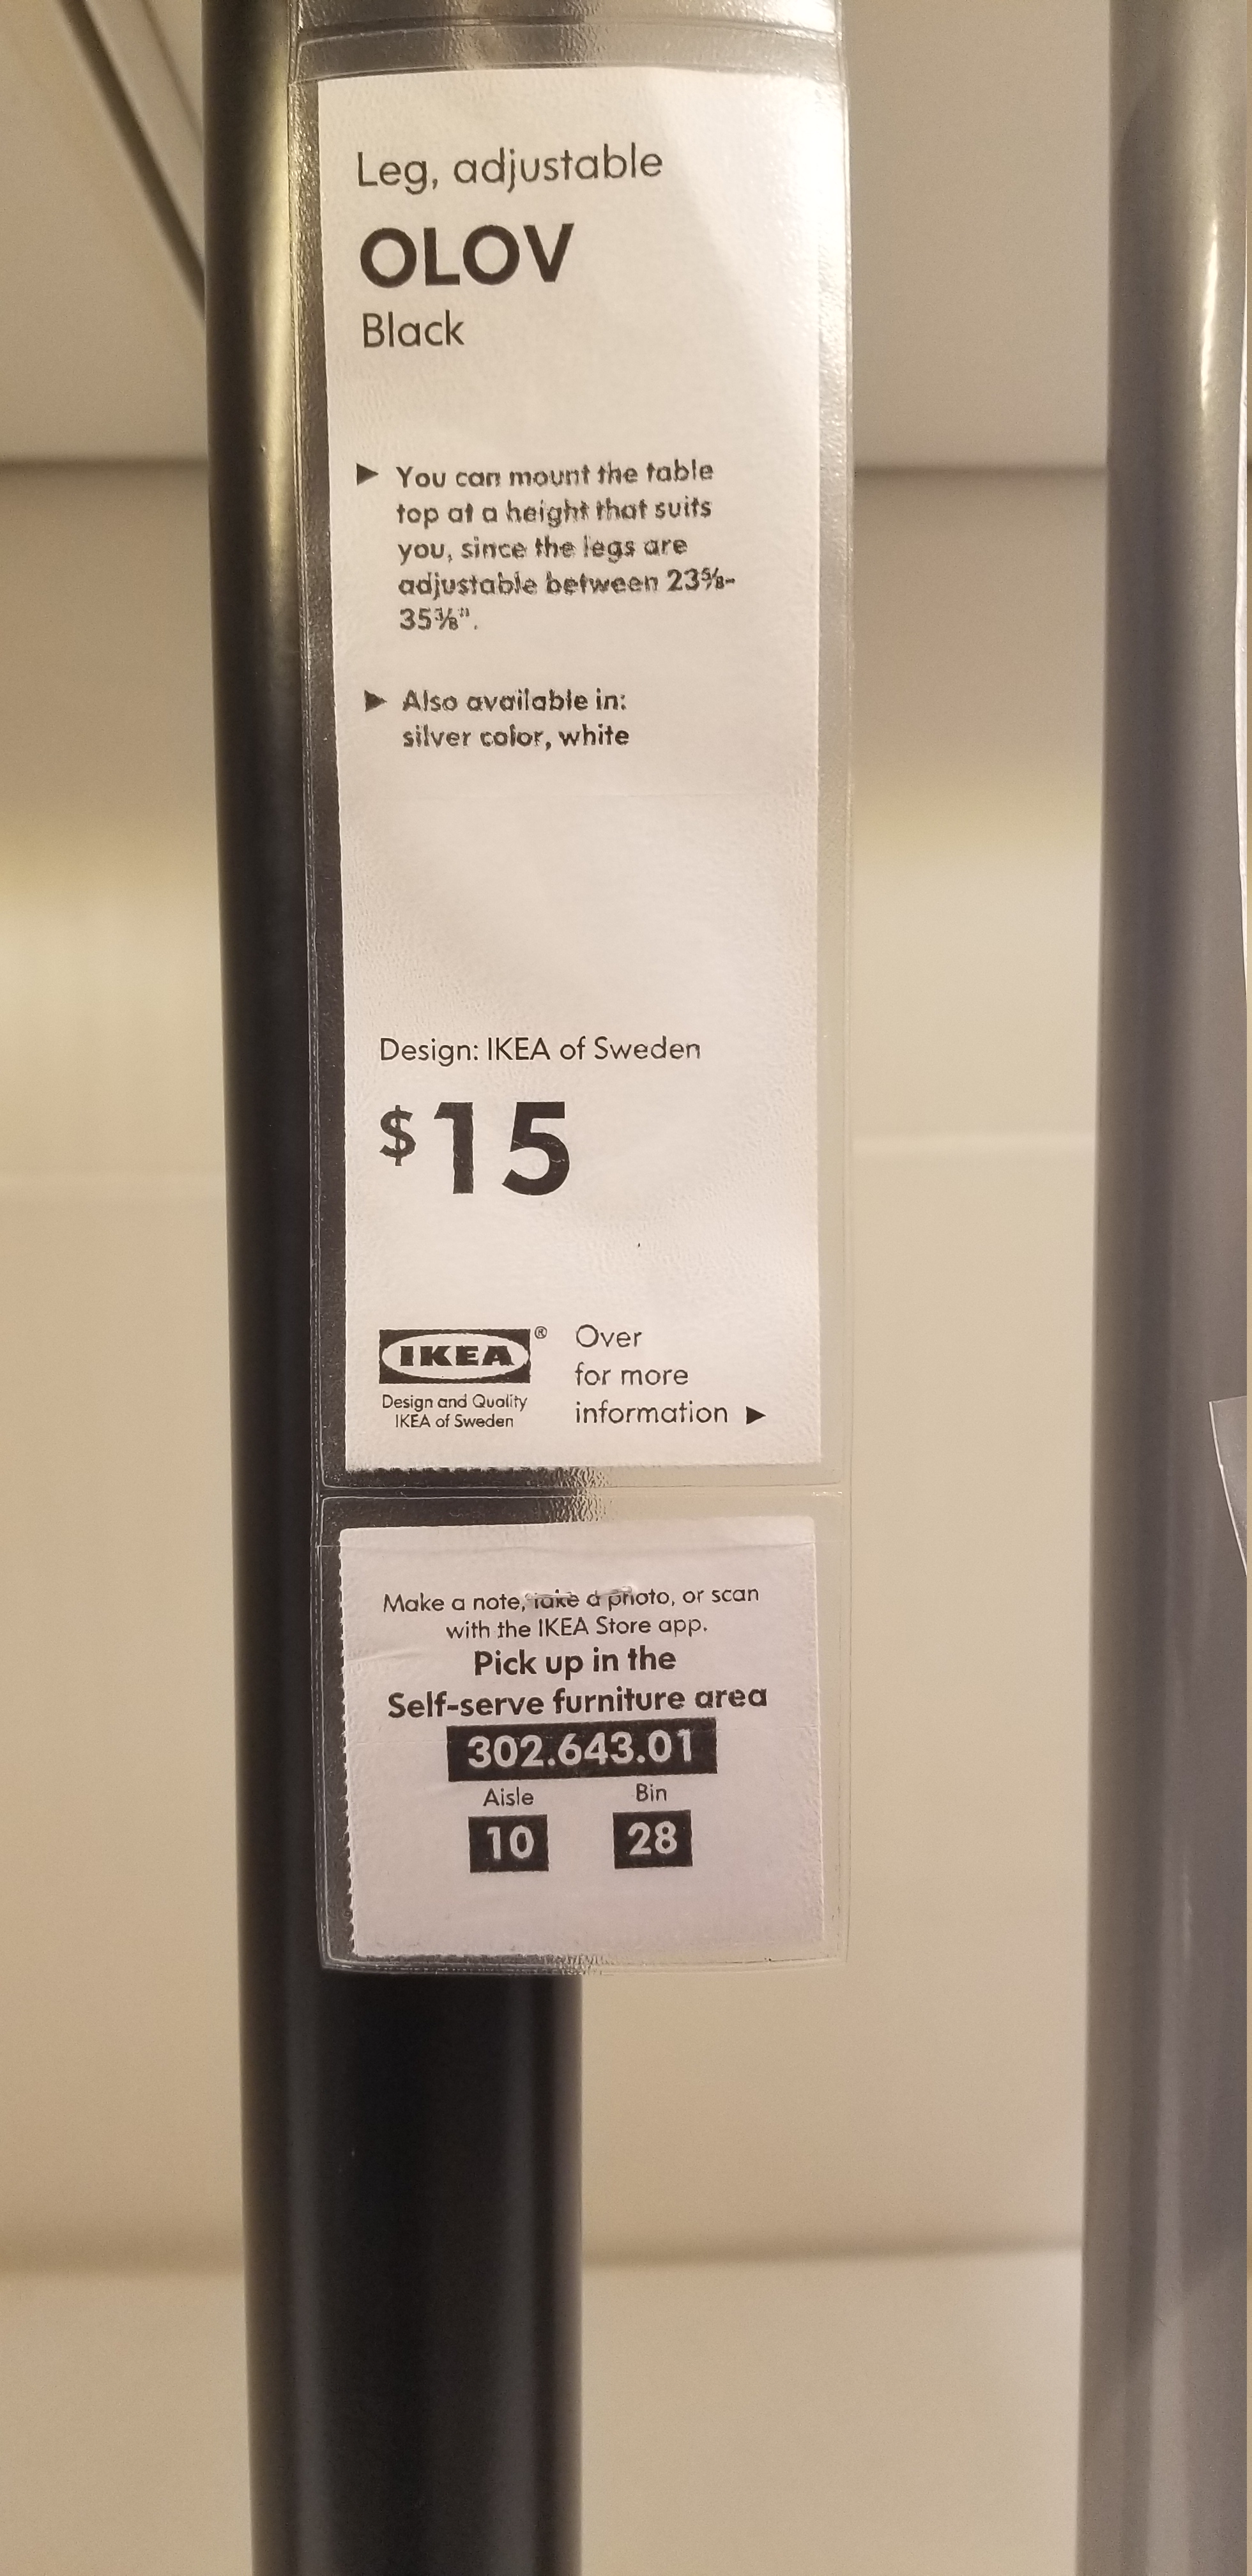 Leg, adjustable
OLOV
Black
► You can mount the table
top at a height that suits
you, since the legs are
adjustable between 23⅝-
35⅜".
► Also available in:
silver color, white
Design: IKEA of Sweden
$15
IKEA®
Design and Quality
IKEA of Sweden
Over
for more
information ►
Make a note, take a photo, or scan
with the IKEA Store app.
Pick up in the
Self-serve furniture area
302.643.01
Aisle Bin
10 28